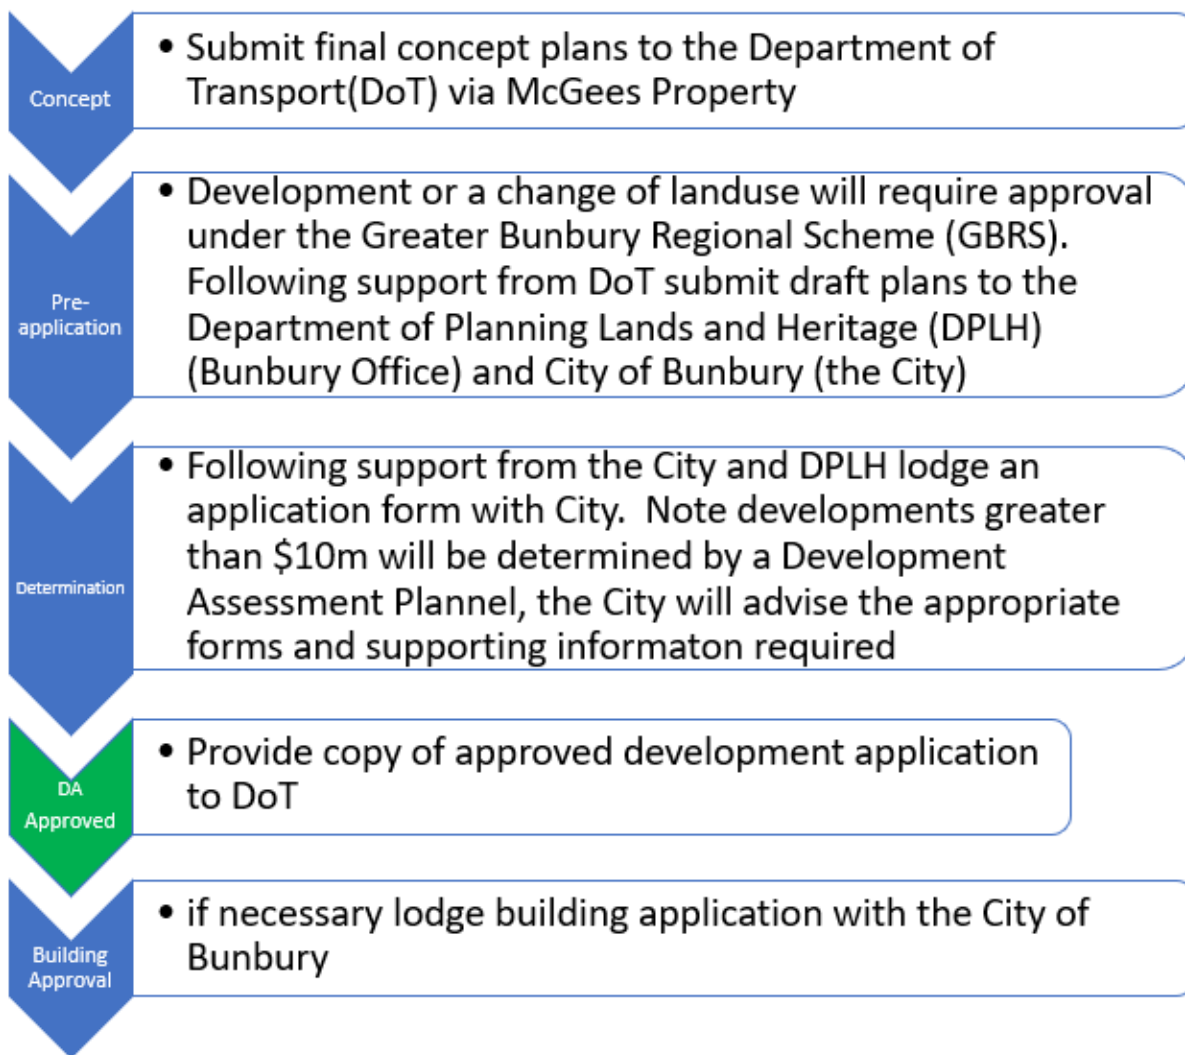 Concept
• Submit final concept plans to the Department of
Transport(DoT) via McGees Property
Pre-
application
• Development or a change of landuse will require approval
under the Greater Bunbury Regional Scheme (GBRS).
Following support from DoT submit draft plans to the
Department of Planning Lands and Heritage (DPLH)
(Bunbury Office) and City of Bunbury (the City)
Determination
• Following support from the City and DPLH lodge an
application form with City.  Note developments greater
than $10m will be determined by a Development
Assessment Plannel, the City will advise the appropriate
forms and supporting informaton required
DA
Approved
• Provide copy of approved development application
to DoT
Building
Approval
• if necessary lodge building application with the City of
Bunbury